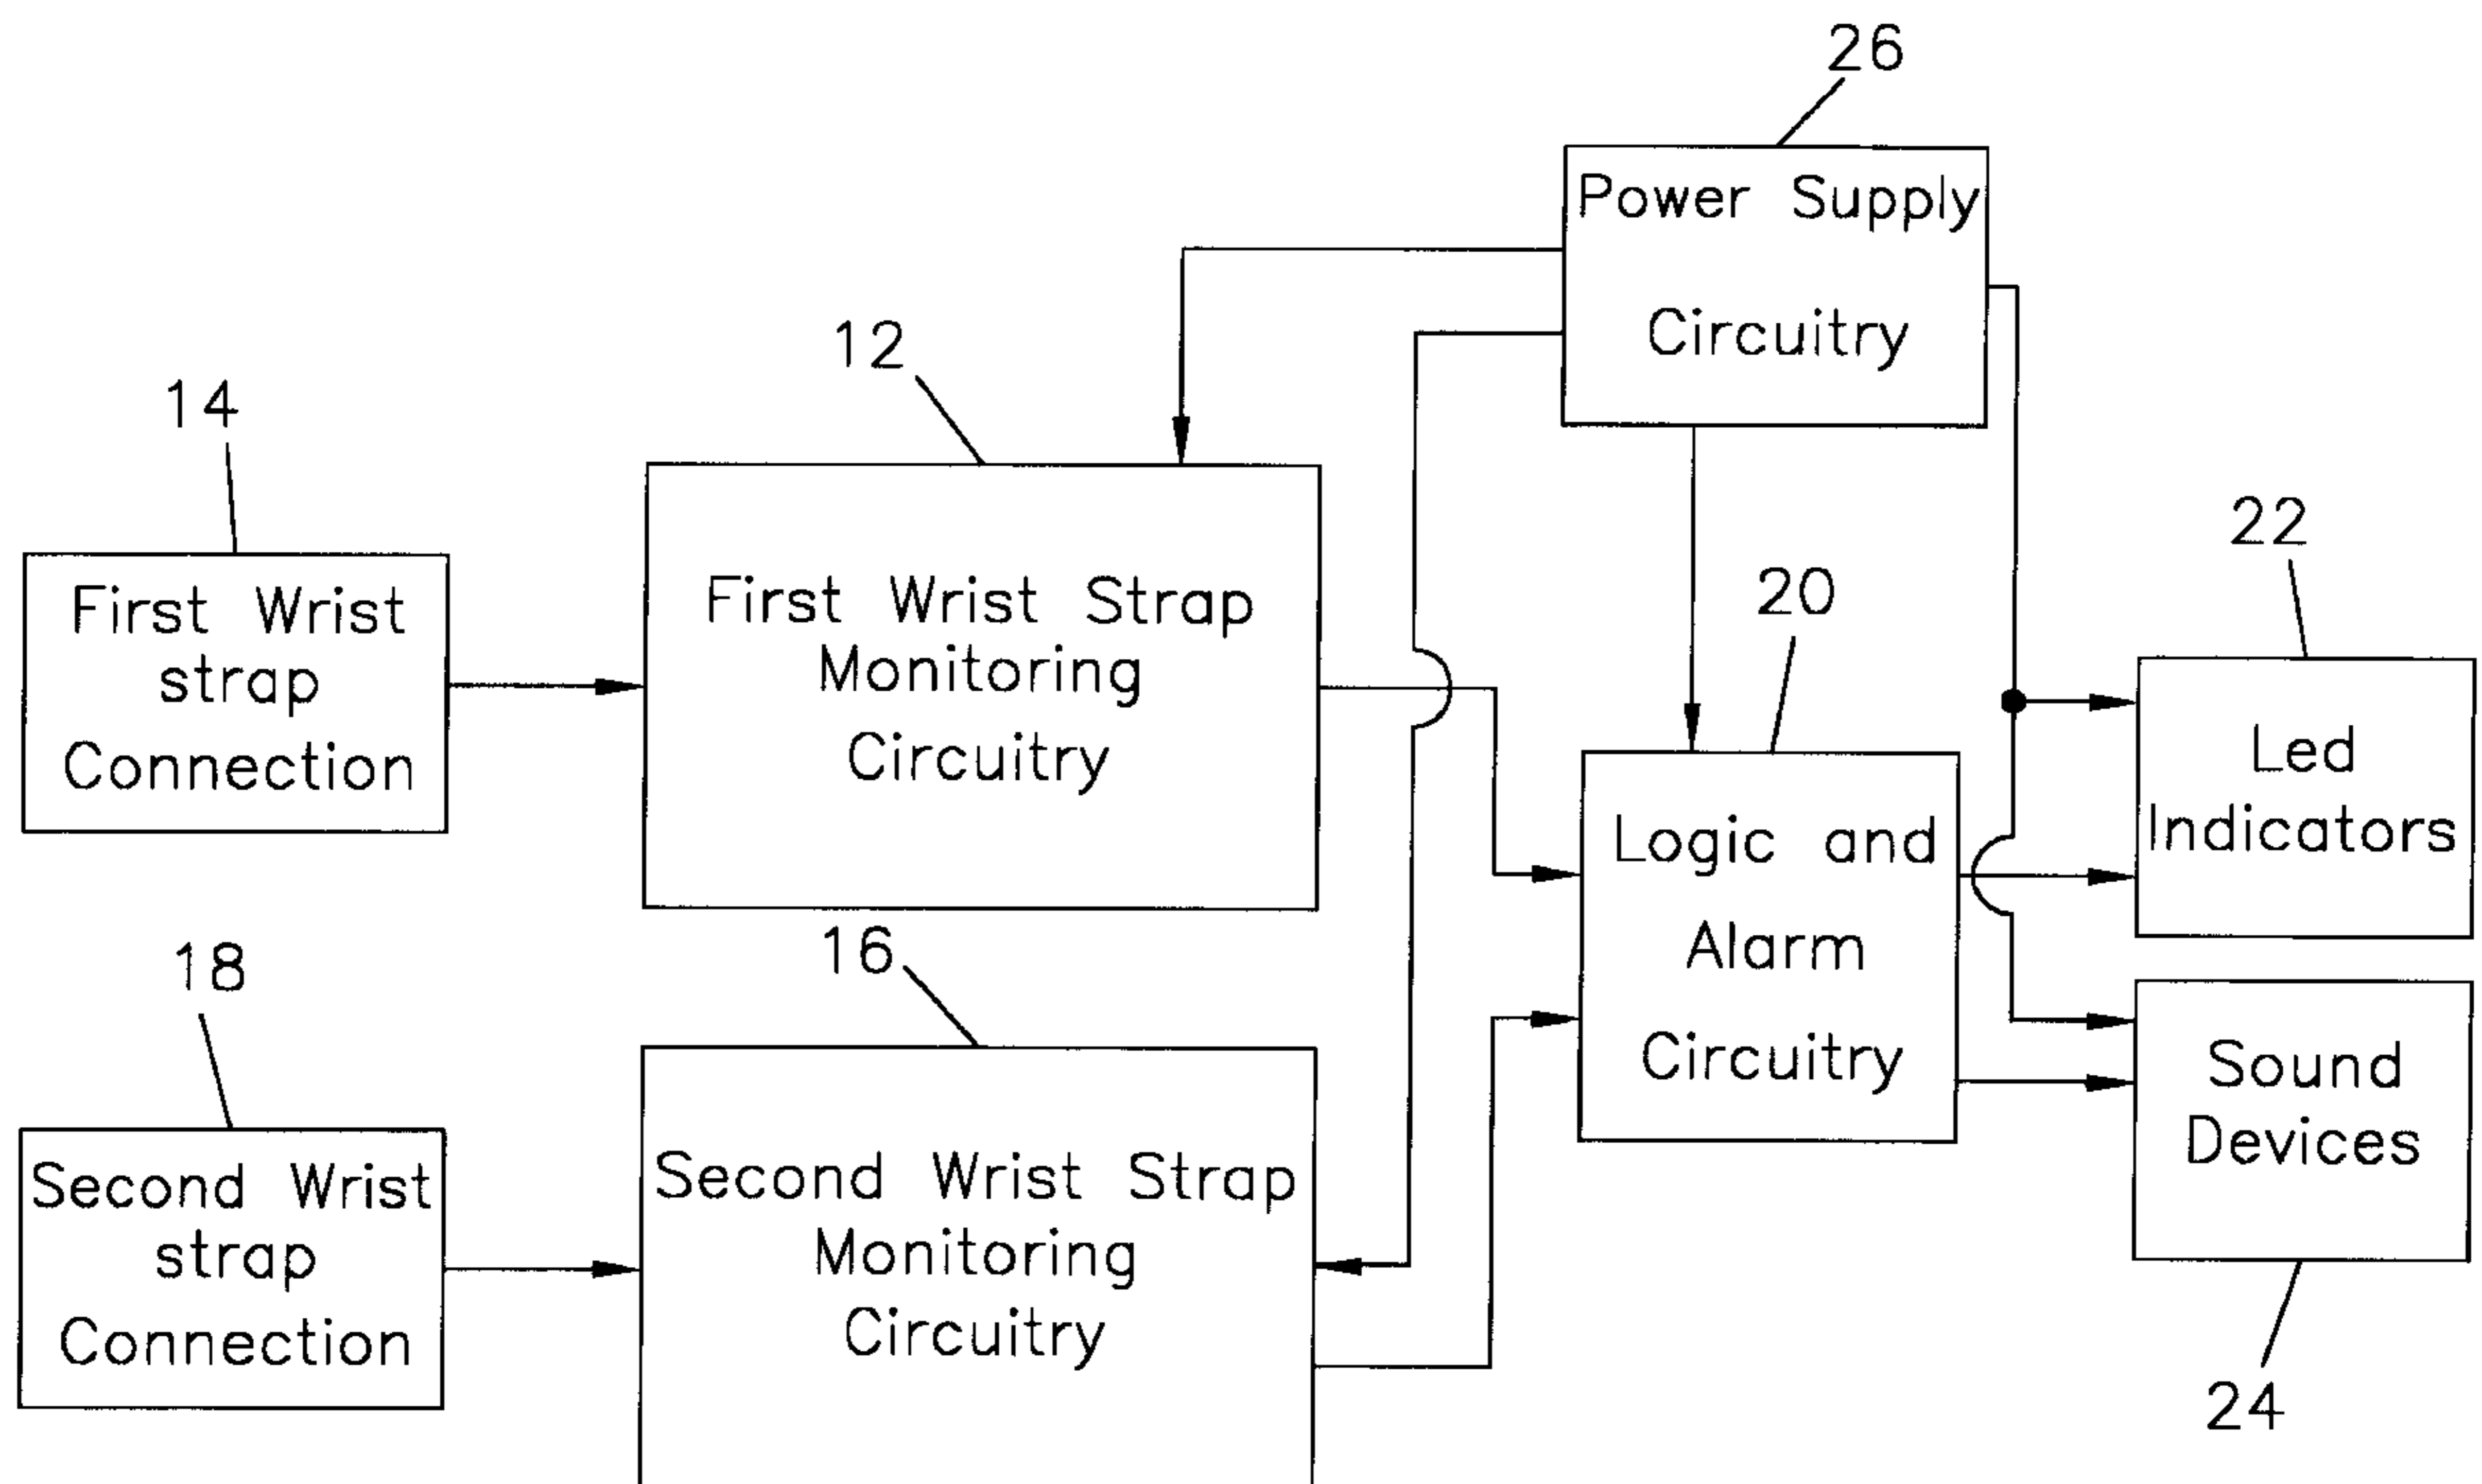 26
Power Supply
Circuitry
12
First Wrist Strap
Monitoring
Circuitry
14
First Wrist
strap
Connection
22
Led
Indicators
20
Logic and
Alarm
Circuitry
16
Second Wrist Strap
Monitoring
Circuitry
18
Second Wrist
strap
Connection
Sound
Devices
24